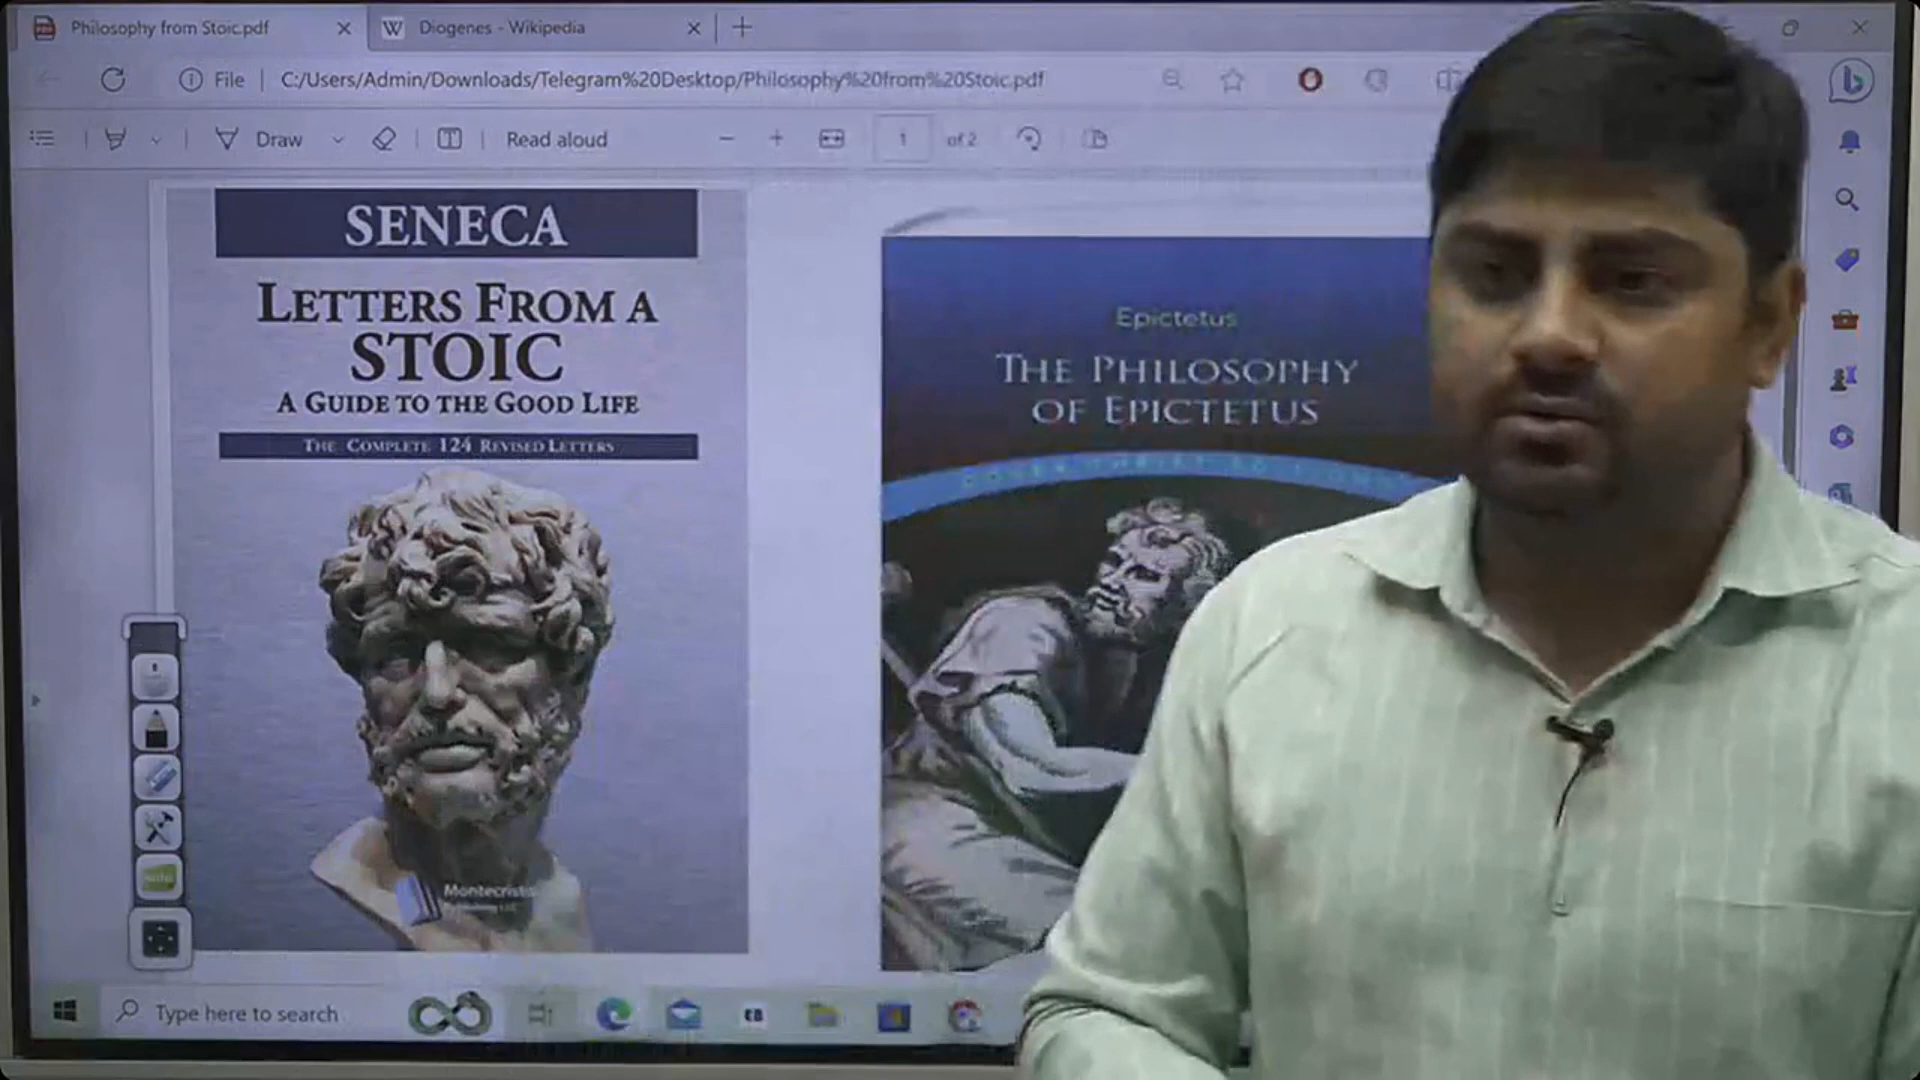 Philosophy from Stoic.pdf
W Diogenes - Wikipedia
File
C:/Users/Admin/Downloads/Telegram%20Desktop/Philosophy%20from%20Stoic.pdf
Draw
Read aloud
1 of 2
SENECA
LETTERS FROM A
STOIC
A GUIDE TO THE GOOD LIFE
THE COMPLETE 124 REVISED LETTERS
Montecristo
Epictetus
THE PHILOSOPHY
OF EPICTETUS
Type here to search